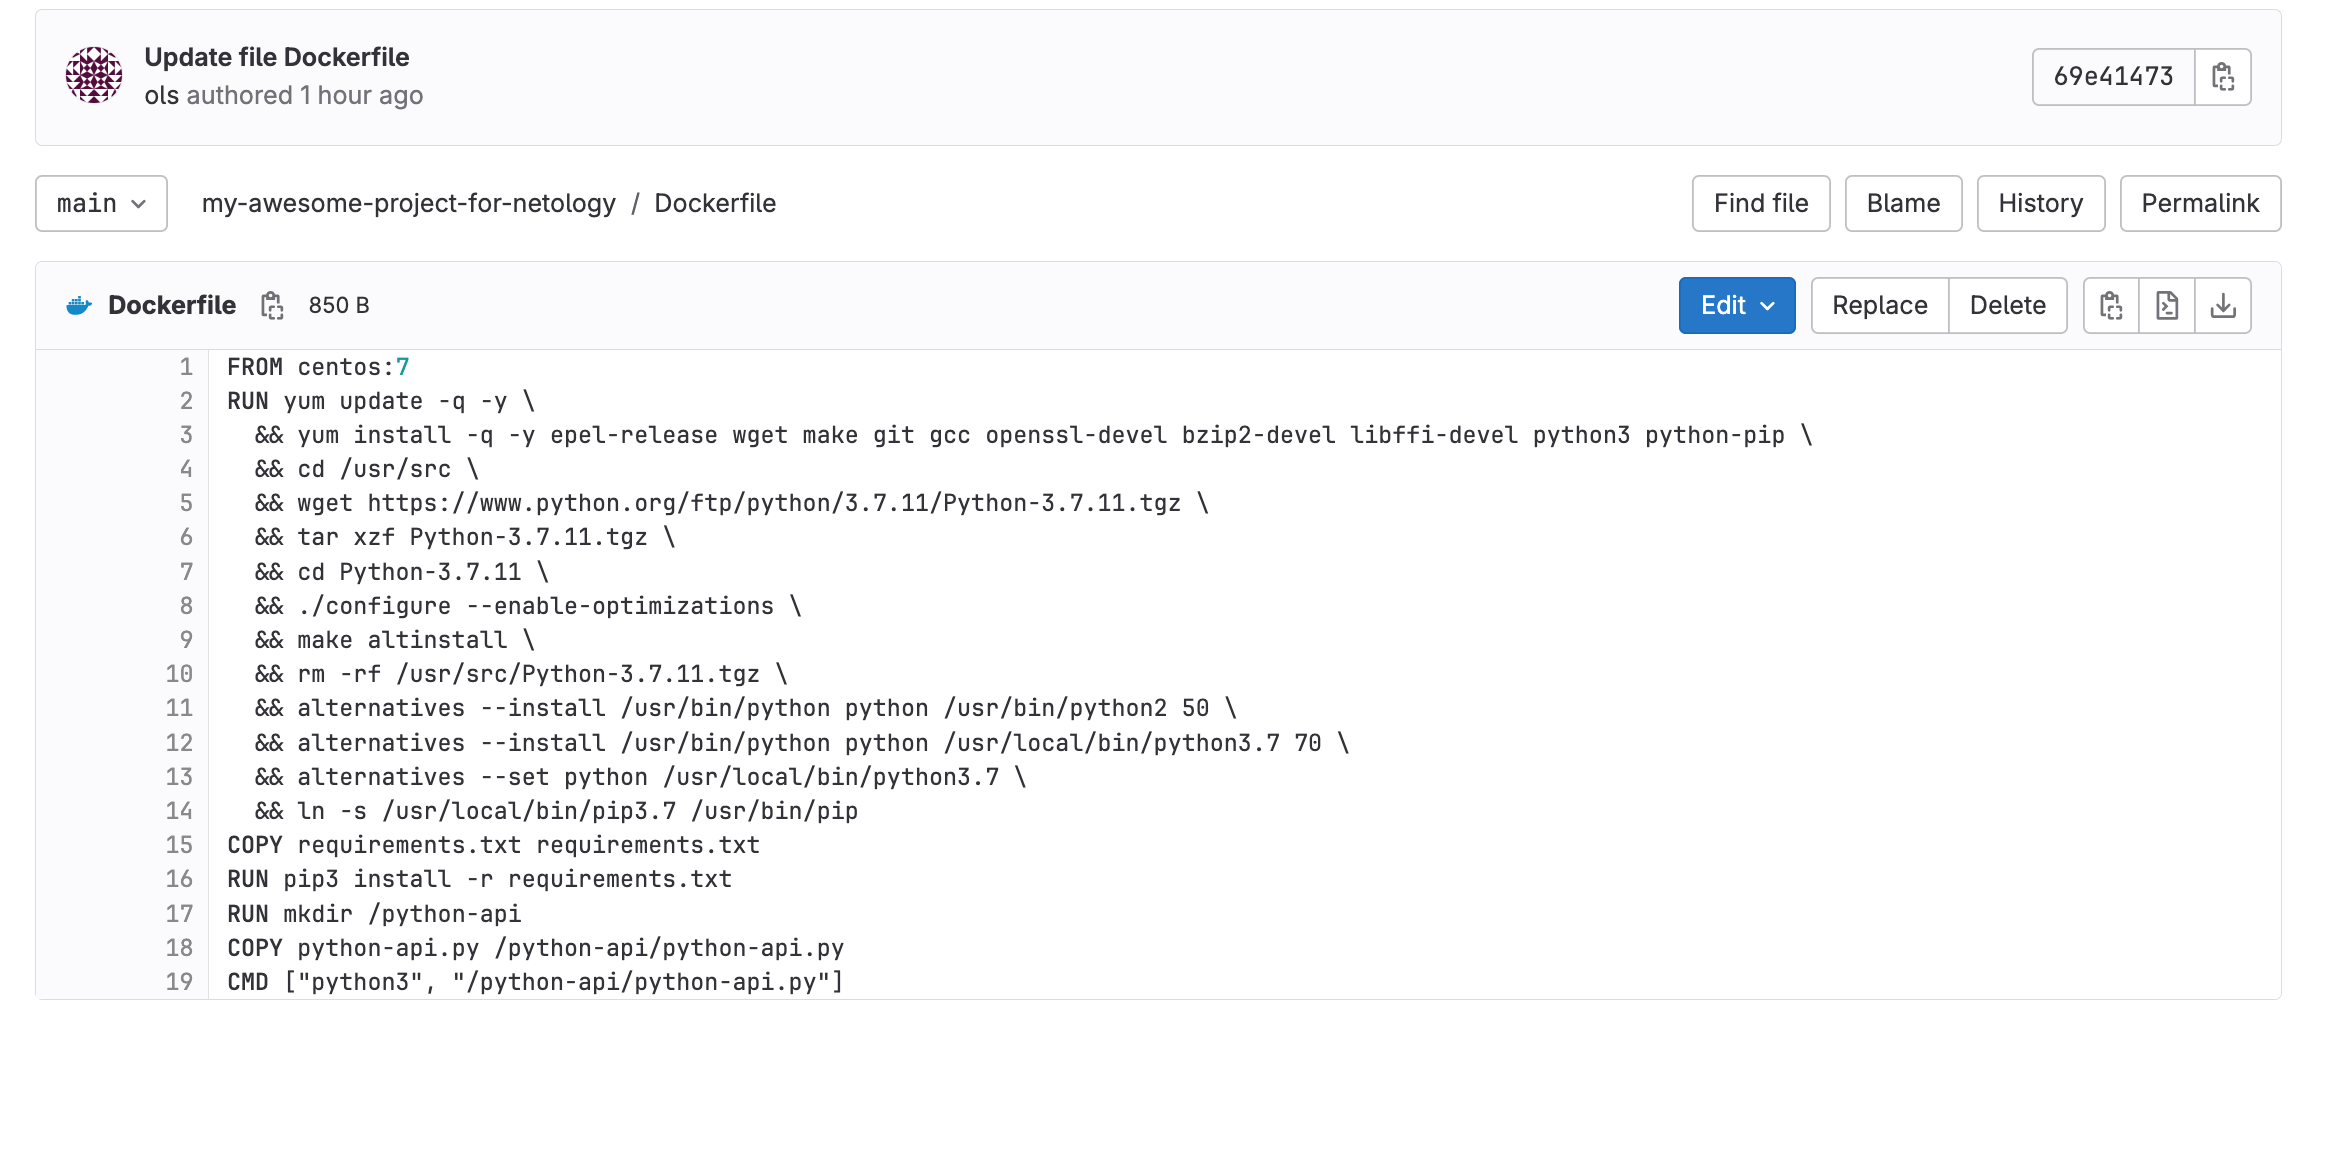 Update file Dockerfile
ols authored 1 hour ago
69e41473
main
my-awesome-project-for-netology / Dockerfile
Find file
Blame
History
Permalink
Dockerfile
850 B
Edit
Replace
Delete
1 FROM centos:7
2 RUN yum update -q -y \
3   && yum install -q -y epel-release wget make git gcc openssl-devel bzip2-devel libffi-devel python3 python-pip \
4   && cd /usr/src \
5   && wget https://www.python.org/ftp/python/3.7.11/Python-3.7.11.tgz \
6   && tar xzf Python-3.7.11.tgz \
7   && cd Python-3.7.11 \
8   && ./configure --enable-optimizations \
9   && make altinstall \
10   && rm -rf /usr/src/Python-3.7.11.tgz \
11   && alternatives --install /usr/bin/python python /usr/bin/python2 50 \
12   && alternatives --install /usr/bin/python python /usr/local/bin/python3.7 70 \
13   && alternatives --set python /usr/local/bin/python3.7 \
14   && ln -s /usr/local/bin/pip3.7 /usr/bin/pip
15 COPY requirements.txt requirements.txt
16 RUN pip3 install -r requirements.txt
17 RUN mkdir /python-api
18 COPY python-api.py /python-api/python-api.py
19 CMD ["python3", "/python-api/python-api.py"]